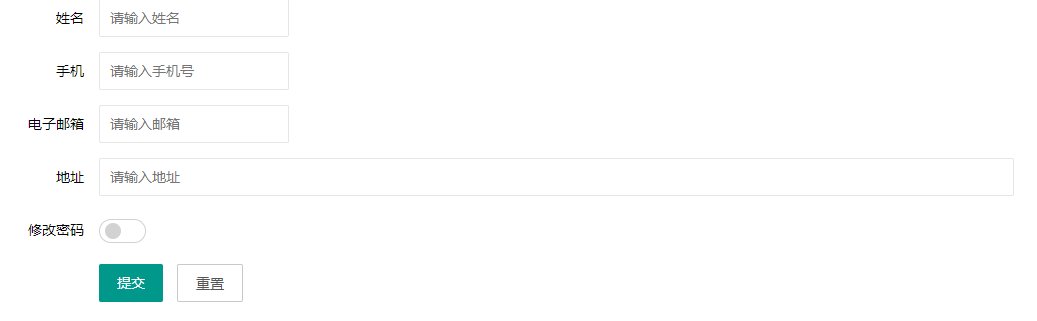 姓名 请输入姓名
手机 请输入手机号
电子邮箱 请输入邮箱
地址 请输入地址
修改密码
提交 重置